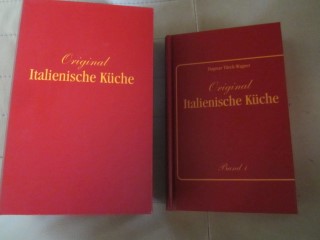 Original
Italienische Küche
Original
Italienische Küche
Band 1